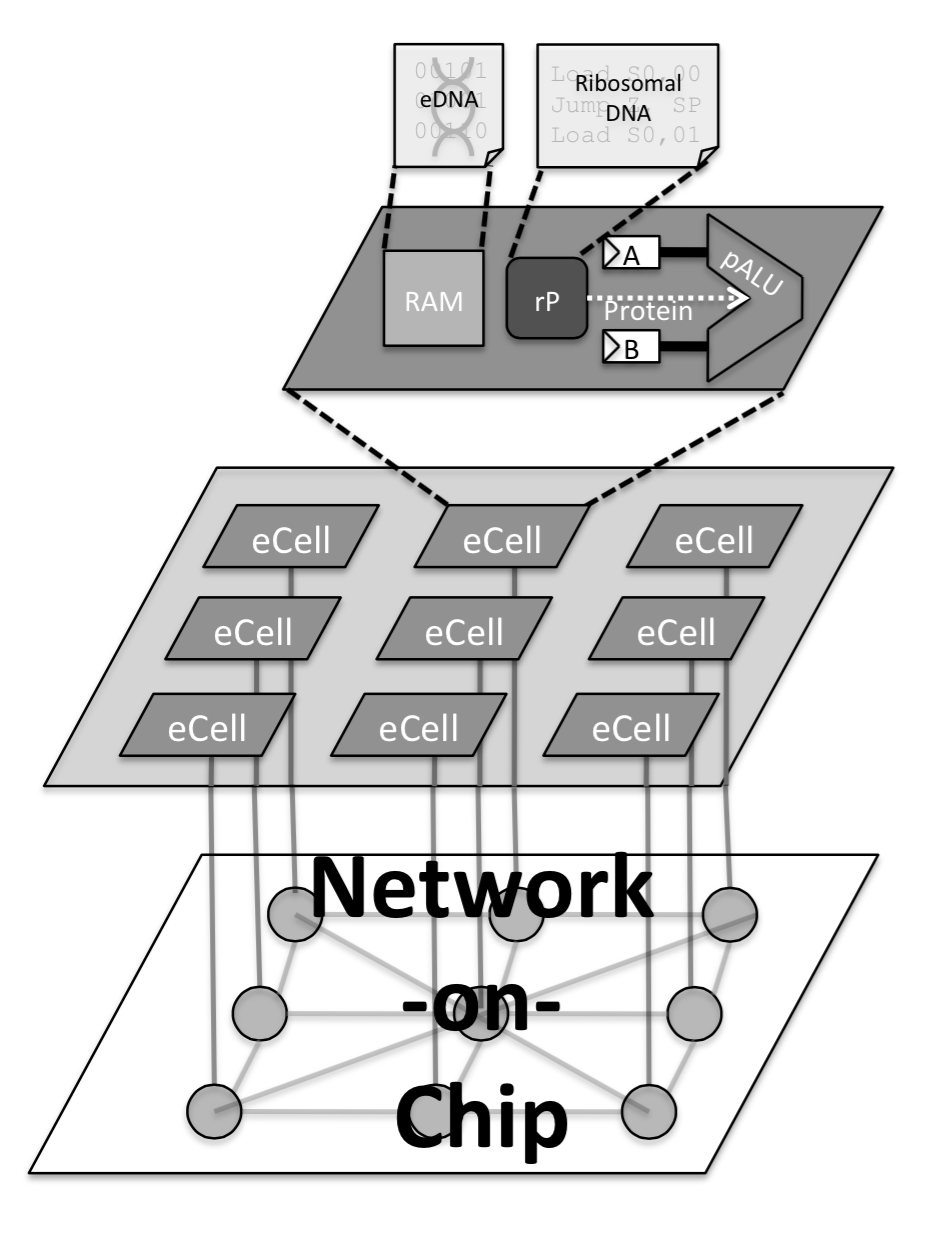 00101
eDNA
Load S0,00
Ribosomal
DNA
Jump Z, SP
Load S0,01
RAM
rP
A
B
Protein
pALU
eCell
eCell
eCell
eCell
eCell
eCell
eCell
eCell
eCell
Network
-on-
Chip